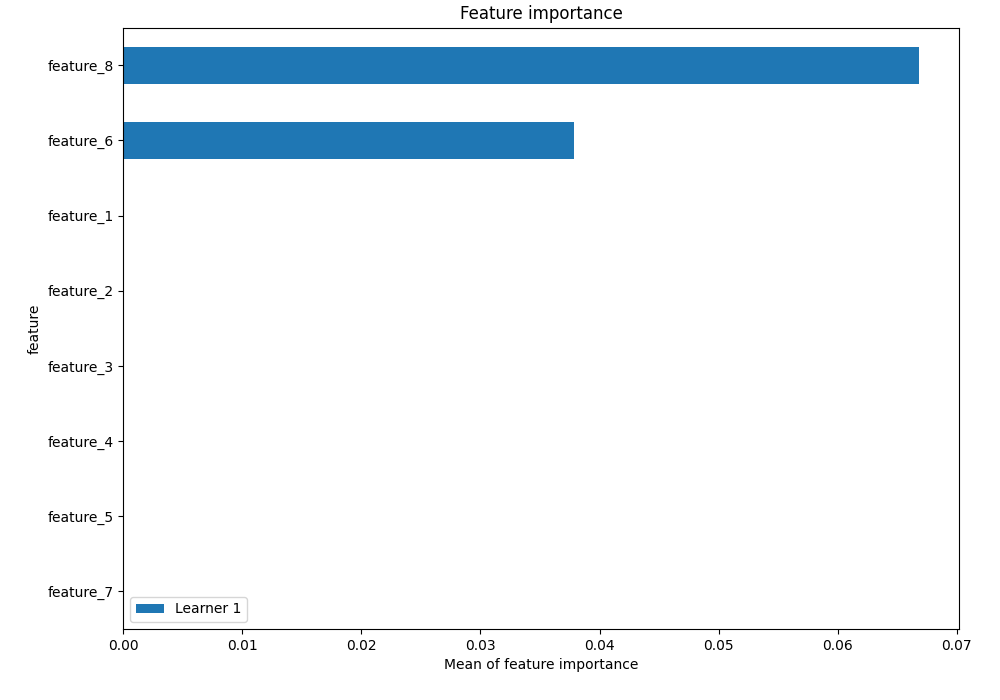 Feature importance
feature_8
feature_6
feature_1
feature_2
feature_3
feature_4
feature_5
feature_7
feature
Learner 1
0.00 0.01 0.02 0.03 0.04 0.05 0.06 0.07
Mean of feature importance